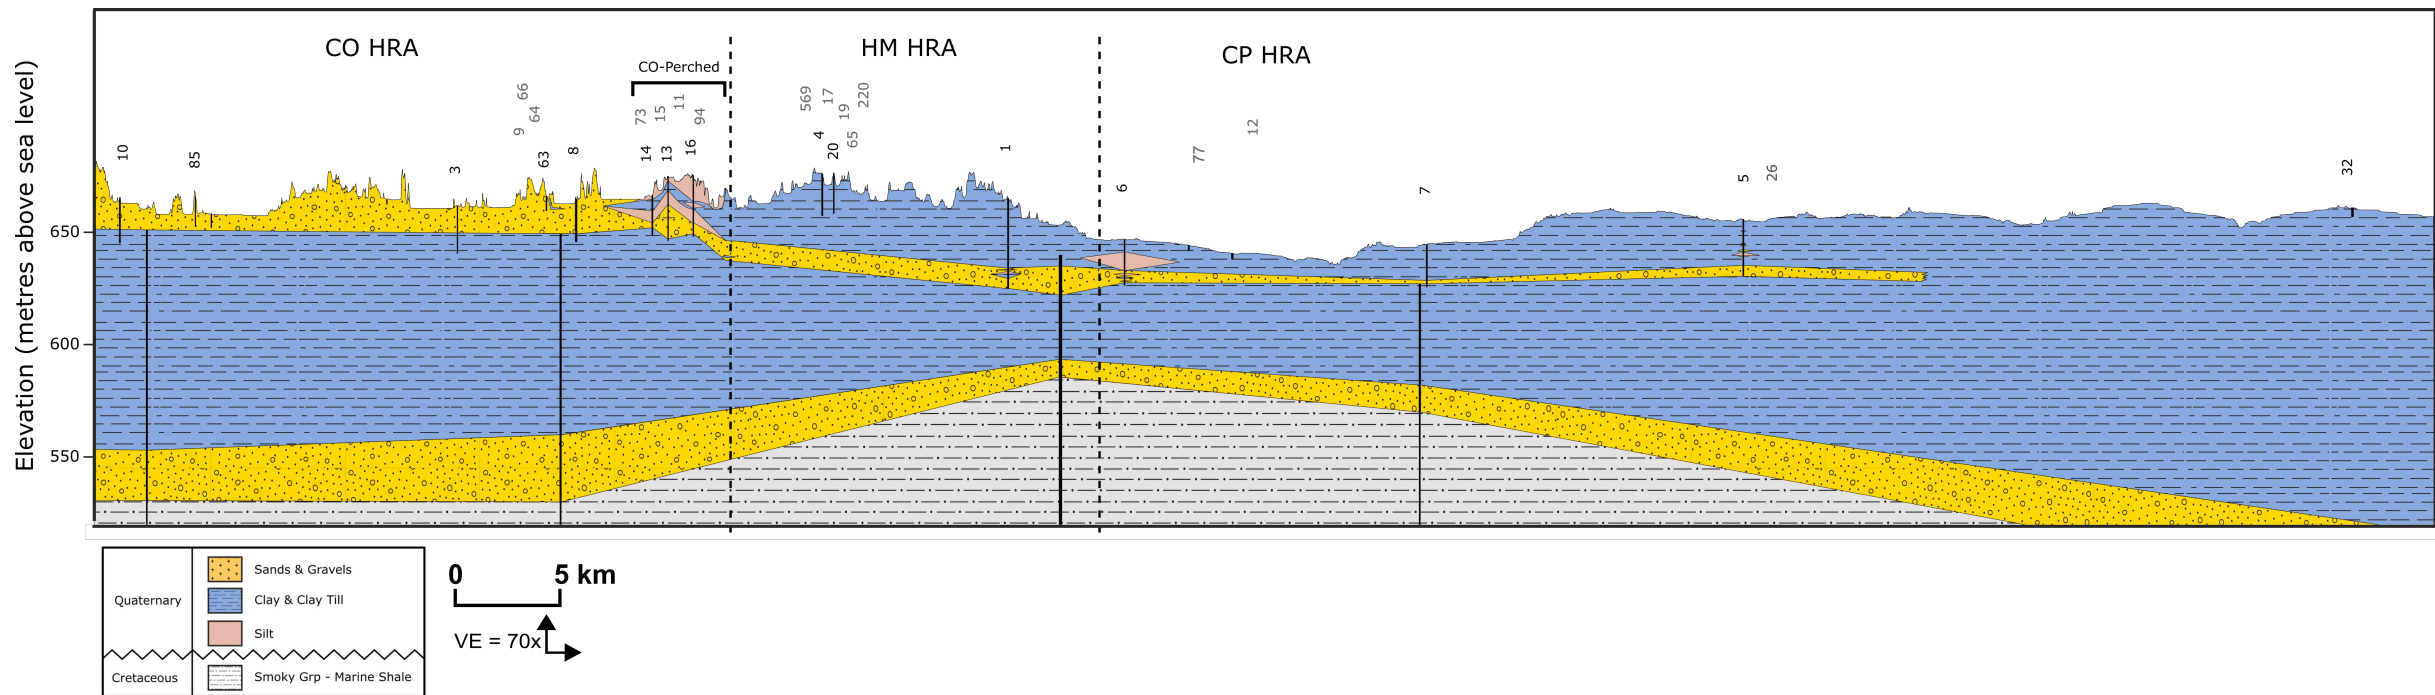 CO HRA
HM HRA
CP HRA
CO-Perched
Elevation (metres above sea level)
650
600
550
10
85
3
9
66
64
63
8
73
15
11
94
14
13
16
569
17
19
220
65
4
20
1
6
77
12
7
5
26
32
Quaternary
Sands & Gravels
Clay & Clay Till
Silt
Cretaceous
Smoky Grp - Marine Shale
0 5 km
VE = 70x